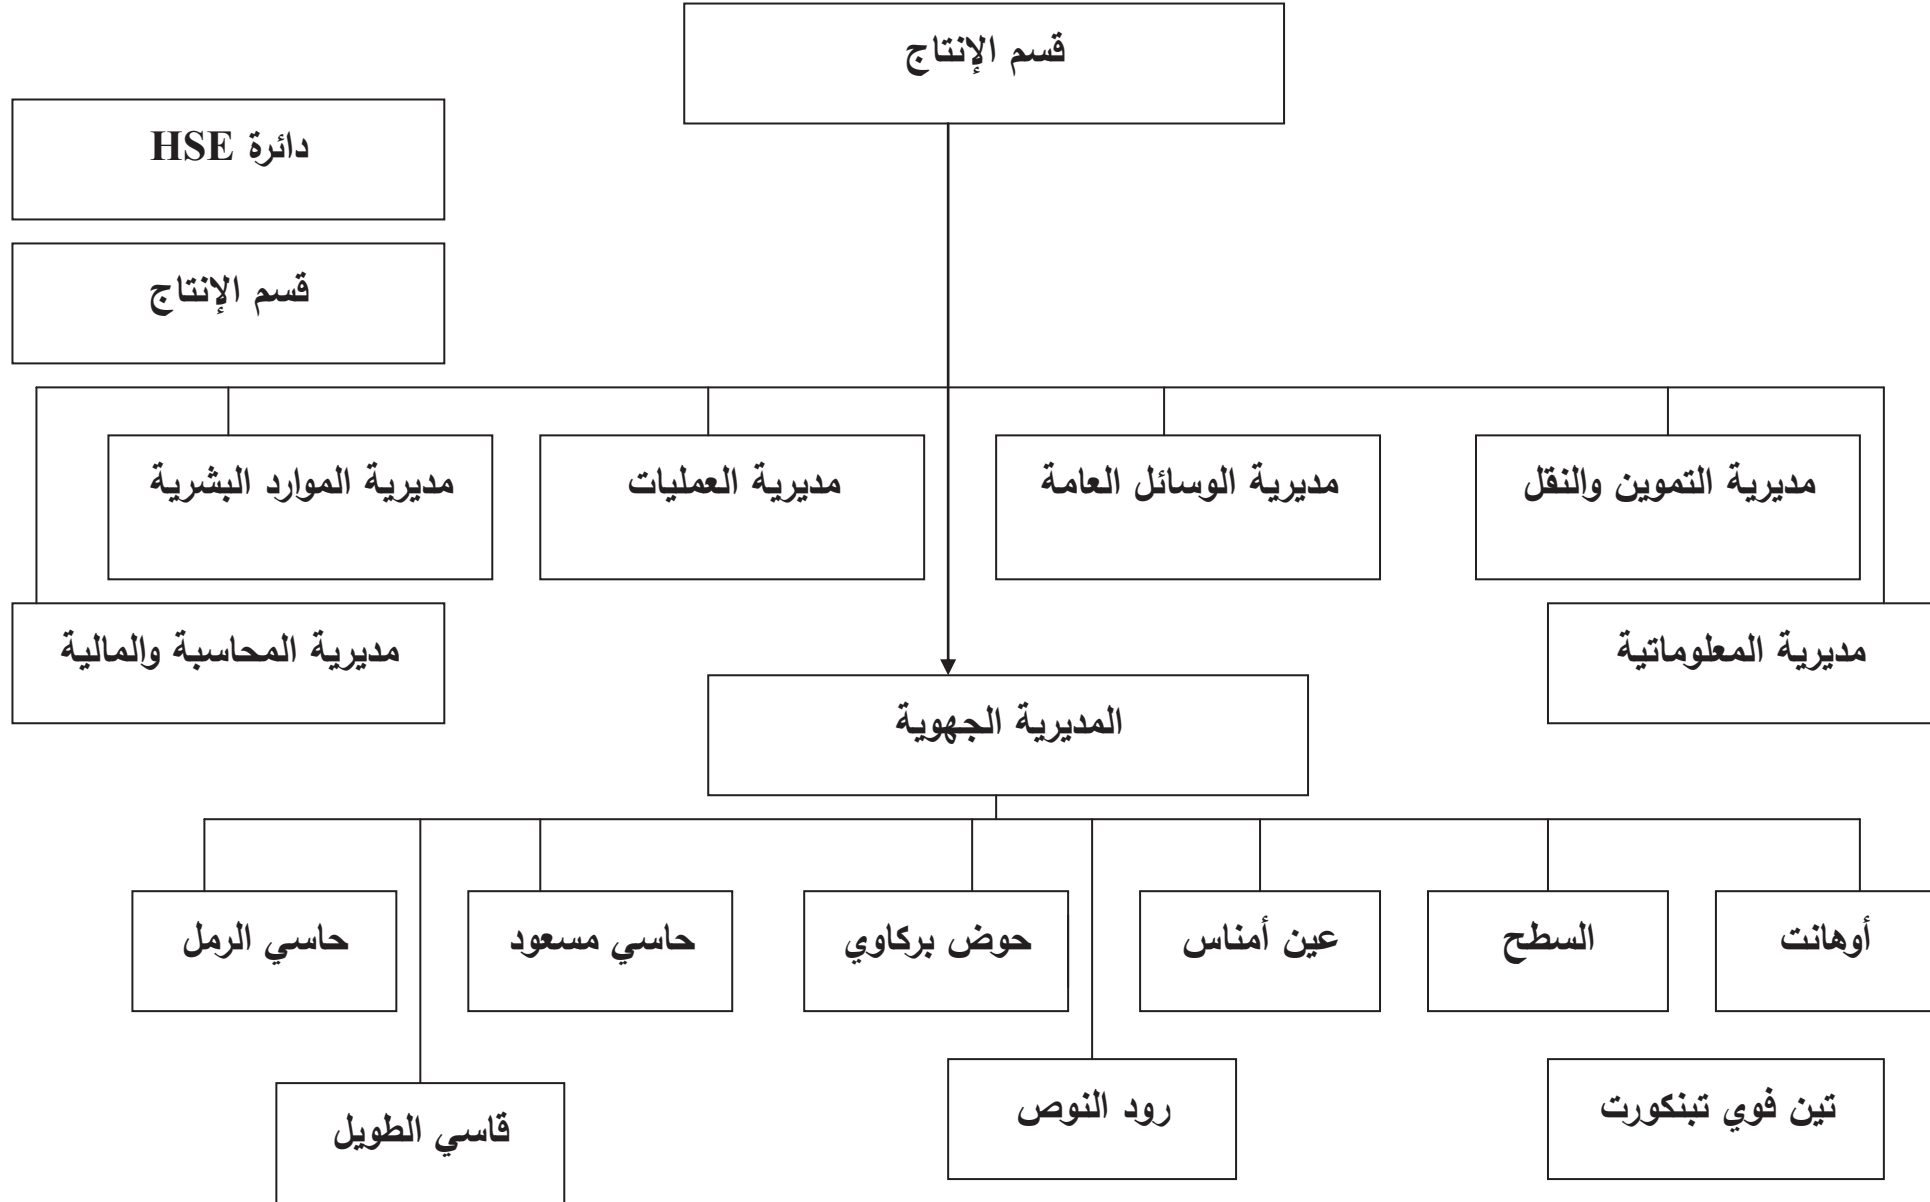 قسم الإنتاج
دائرة HSE
قسم الإنتاج
مديرية التموين والنقل
مديرية الوسائل العامة
مديرية العمليات
مديرية الموارد البشرية
مديرية المعلوماتية
مديرية المحاسبة والمالية
المديرية الجهوية
أوهانت
السطح
عين أمناس
حوض بركاوي
حاسي مسعود
حاسي الرمل
تين فوي تبنكورت
رود النوص
قاسي الطويل